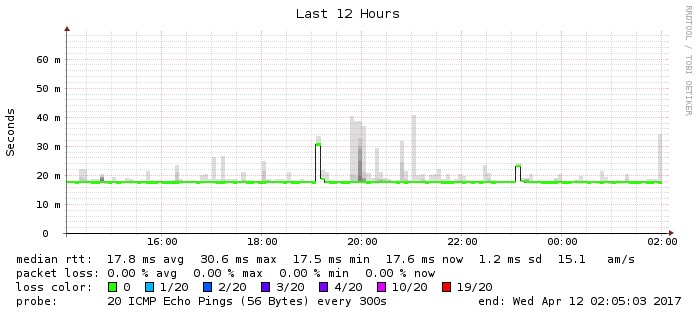 Last 12 Hours
RRDTOOL / TOBI OETIKER
Seconds
60 m
50 m
40 m
30 m
20 m
10 m
0
16:00 18:00 20:00 22:00 00:00 02:00
median rtt: 17.8 ms avg 30.6 ms max 17.5 ms min 17.6 ms now 1.2 ms sd 15.1 am/s
packet loss: 0.00 % avg 0.00 % max 0.00 % min 0.00 % now
loss color: 0 1/20 2/20 3/20 4/20 10/20 19/20
probe: 20 ICMP Echo Pings (56 Bytes) every 300s end: Wed Apr 12 02:05:03 2017